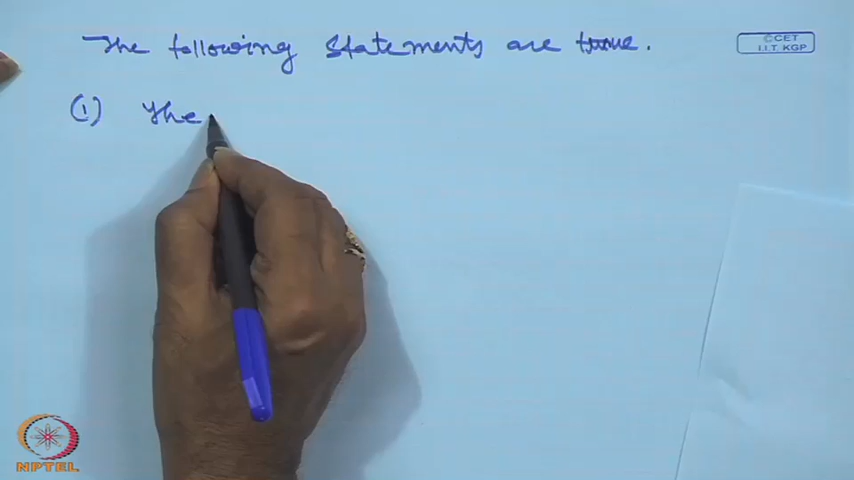 The following statements are true.
© CET
I.I.T. KGP
(1) The
NPTEL